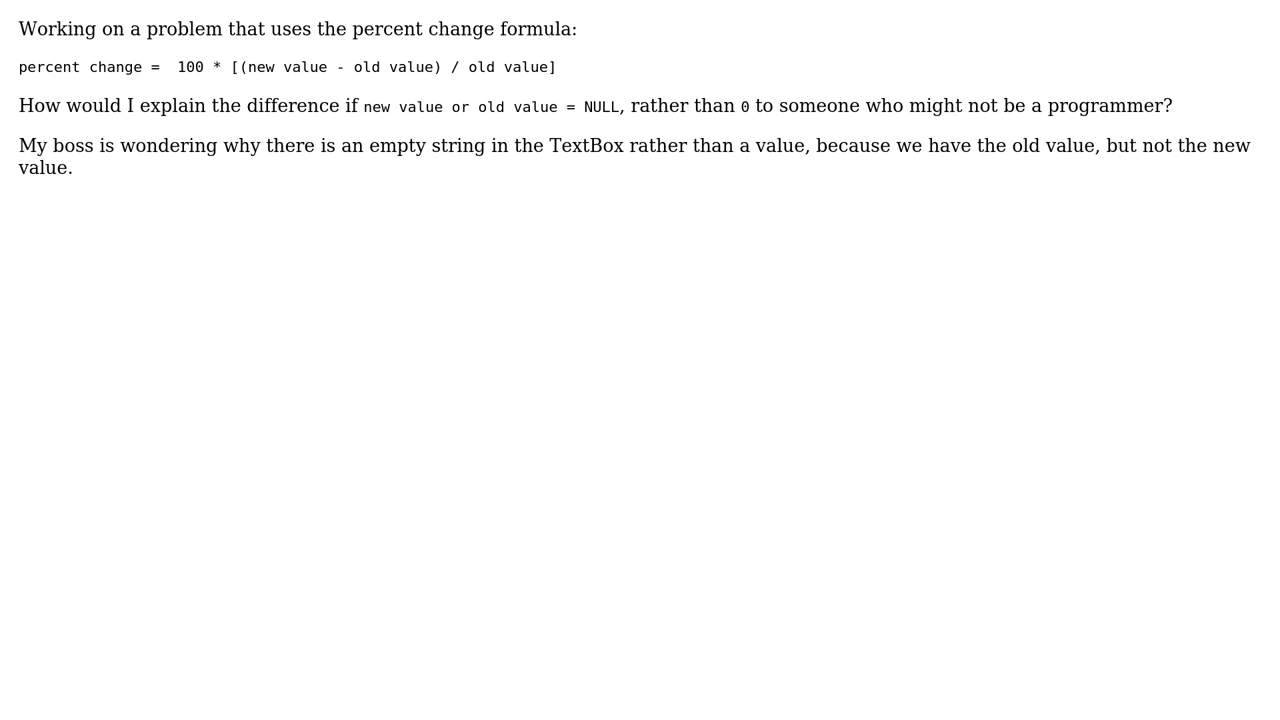 Working on a problem that uses the percent change formula:
percent change =  100 * [(new value - old value) / old value]
How would I explain the difference if new value or old value = NULL, rather than 0 to someone who might not be a programmer?
My boss is wondering why there is an empty string in the TextBox rather than a value, because we have the old value, but not the new
value.